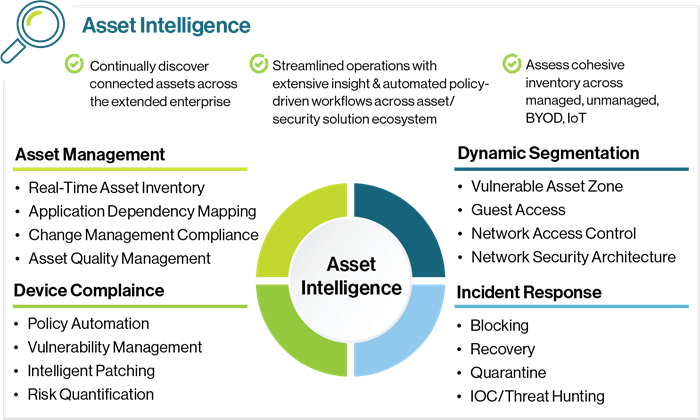 Asset Intelligence
Continually discover
connected assets across
the extended enterprise
Streamlined operations with
extensive insight & automated policy-
driven workflows across asset/
security solution ecosystem
Assess cohesive
inventory across
managed, unmanaged,
BYOD, IoT
Asset Management
• Real-Time Asset Inventory
• Application Dependency Mapping
• Change Management Compliance
• Asset Quality Management
Dynamic Segmentation
• Vulnerable Asset Zone
• Guest Access
• Network Access Control
• Network Security Architecture
Asset
Intelligence
Device Complaince
• Policy Automation
• Vulnerability Management
• Intelligent Patching
• Risk Quantification
Incident Response
• Blocking
• Recovery
• Quarantine
• IOC/Threat Hunting